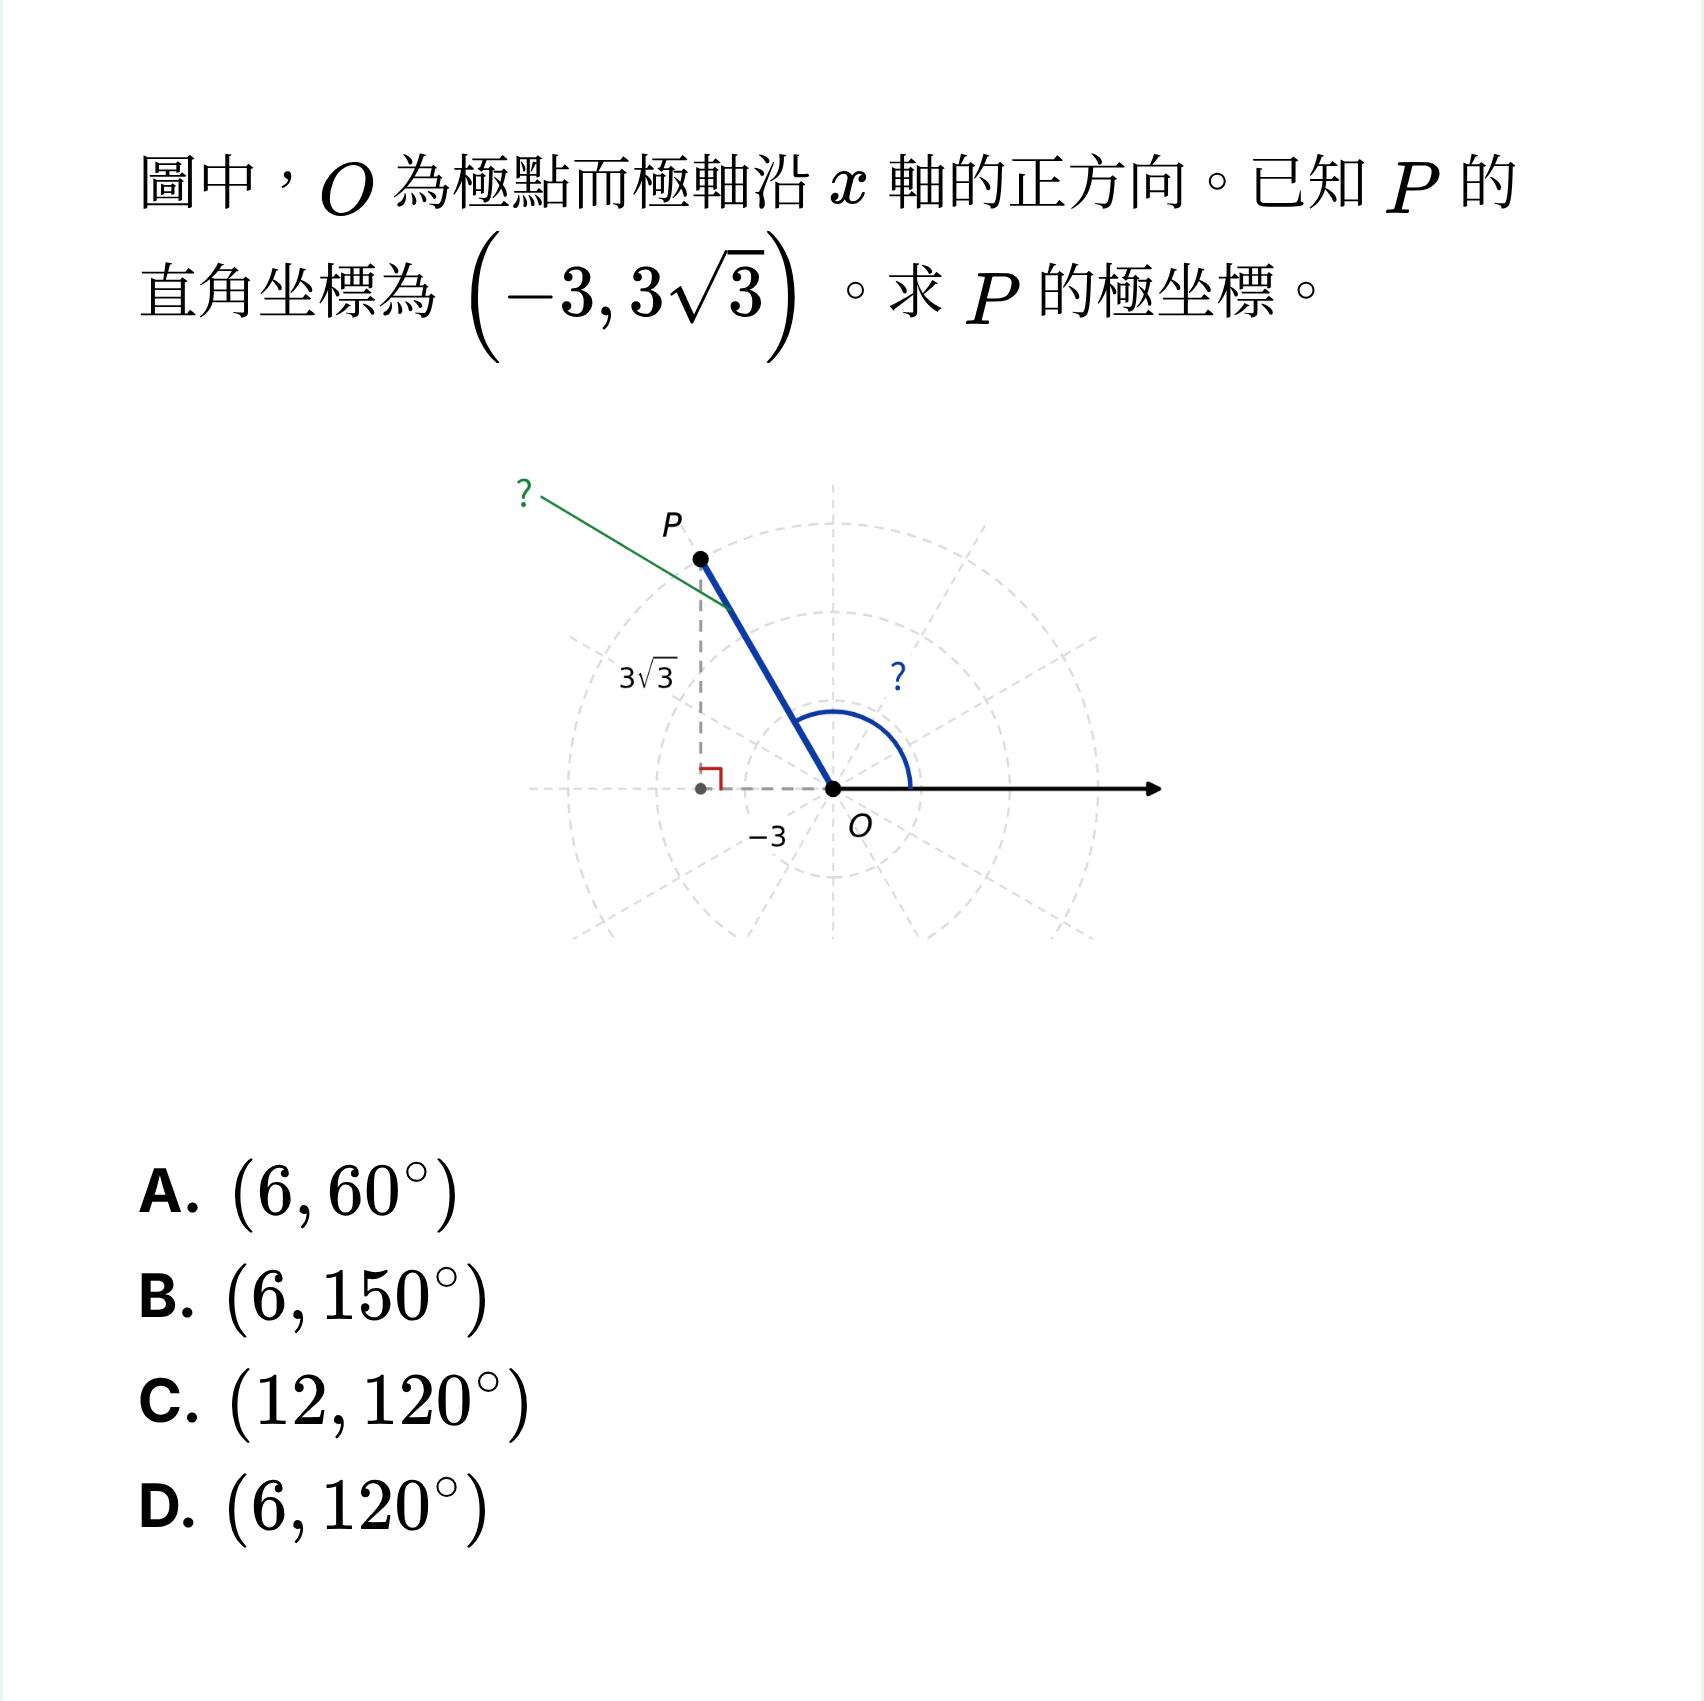 圖中，O 為極點而極軸沿 x 軸的正方向。已知 P 的
直角坐標為 (−3, 3√3) 。求 P 的極坐標。
?
P
3√3
?
−3
O
A. (6, 60°)
B. (6, 150°)
C. (12, 120°)
D. (6, 120°)